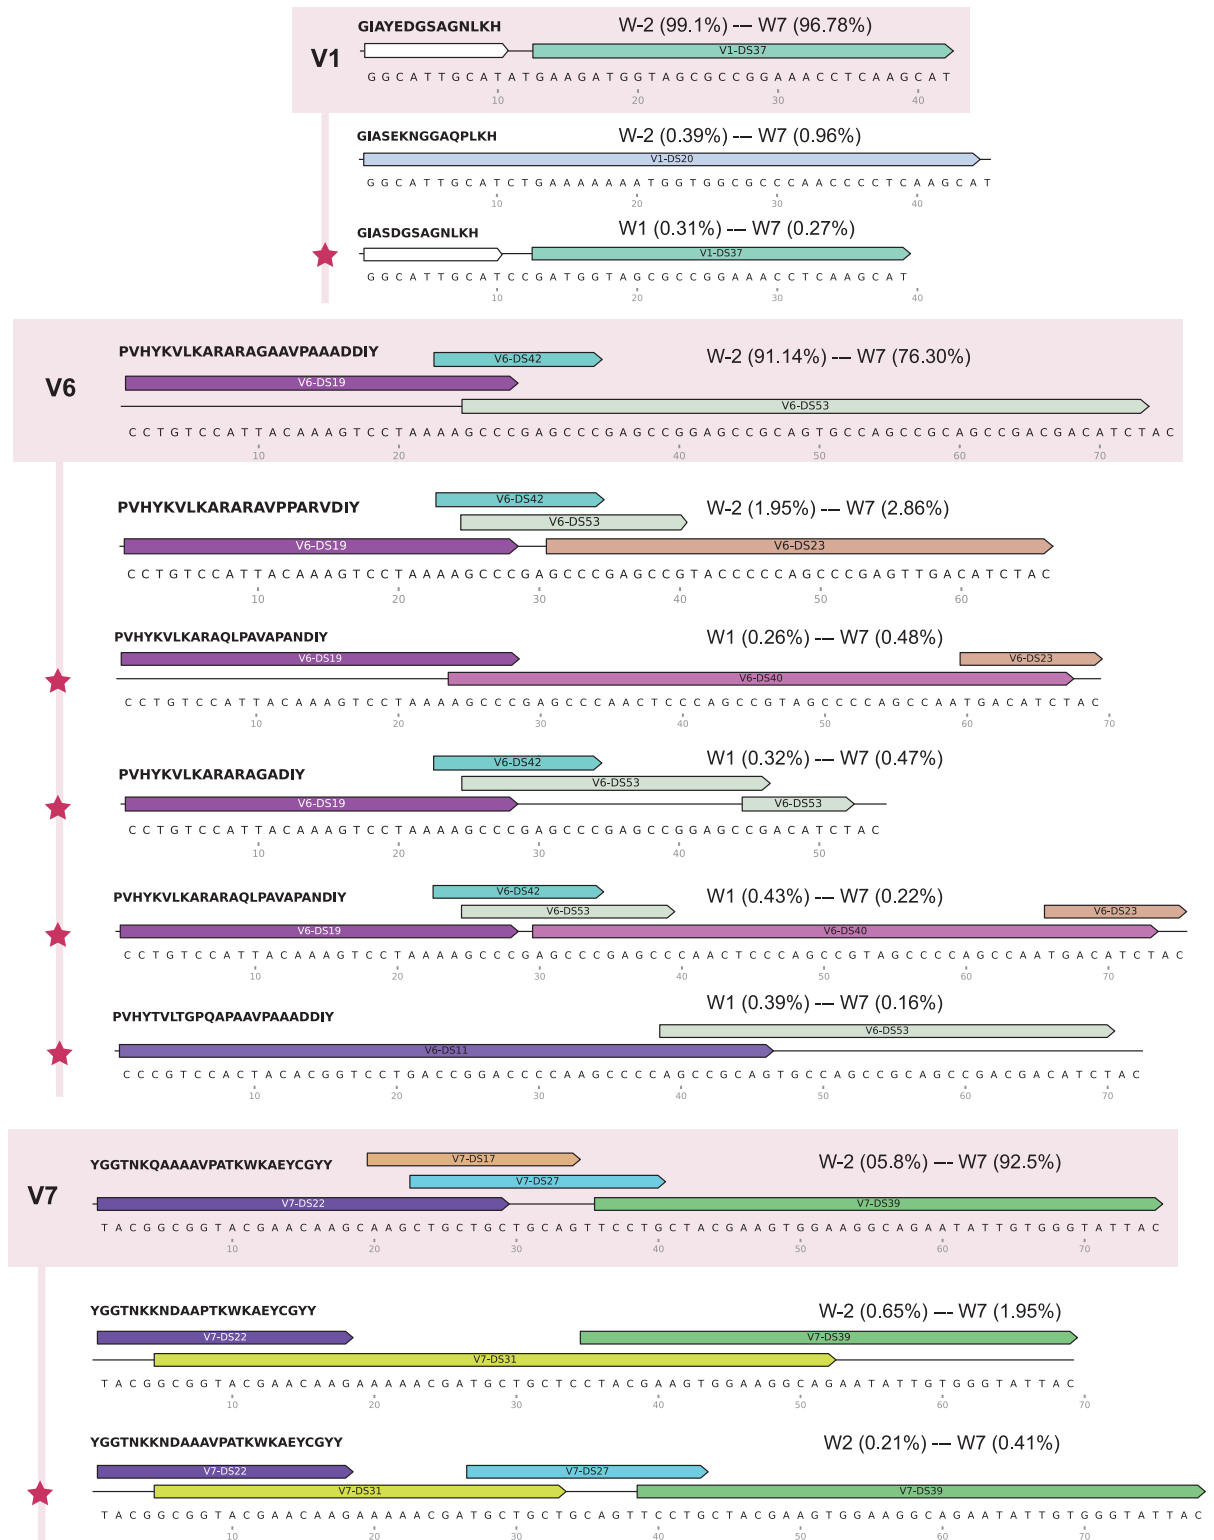 GIAYEDGSAGNLKH W-2 (99.1%) -– W7 (96.78%)
V1
V1-DS37
G G C A T T G C A T A T G A A G A T G G T A G C G C C G G A A A C C T C A A G C A T
10 20 30 40
GIASEKNGGAQPLKH W-2 (0.39%) -– W7 (0.96%)
V1-DS20
G G C A T T G C A T C T G A A A A A A A T G G T G G C G C C C A A C C C C T C A A G C A T
10 20 30 40
GIASDGSAGNLKH W1 (0.31%) -– W7 (0.27%)
V1-DS37
G G C A T T G C A T C C G A T G G T A G C G C C G G A A A C C T C A A G C A T
10 20 30 40
PVHYKVLKARARAGAAVPAAADDIY V6-DS42 W-2 (91.14%) -– W7 (76.30%)
V6
V6-DS19
V6-DS53
C C T G T C C A T T A C A A A G T C C T A A A A G C C C G A G C C C G A G C C G G A G C C G C A G T G C C A G C C G C A G C C G A C G A C A T C T A C
10 20 30 40 50 60 70
PVHYKVLKARARAVPPARVDIY V6-DS42 W-2 (1.95%) -– W7 (2.86%)
V6-DS53
V6-DS19 V6-DS23
C C T G T C C A T T A C A A A G T C C T A A A A G C C C G A G C C C G A G C C G T A C C C C C A G C C C G A G T T G A C A T C T A C
10 20 30 40 50 60
PVHYKVLKARAQLPAVAPANDIY W1 (0.26%) -– W7 (0.48%)
V6-DS19 V6-DS23
V6-DS40
C C T G T C C A T T A C A A A G T C C T A A A A G C C C G A G C C C A A C T C C C A G C C G T A G C C C C A G C C A A T G A C A T C T A C
10 20 30 40 50 60 70
PVHYKVLKARARAGADIY V6-DS42 W1 (0.32%) -– W7 (0.47%)
V6-DS53
V6-DS19 V6-DS53
C C T G T C C A T T A C A A A G T C C T A A A A G C C C G A G C C C G A G C C G G A G C C G A C A T C T A C
10 20 30 40 50
PVHYKVLKARARAQLPAVAPANDIY V6-DS42 W1 (0.43%) -– W7 (0.22%)
V6-DS53 V6-DS23
V6-DS19 V6-DS40
C C T G T C C A T T A C A A A G T C C T A A A A G C C C G A G C C C G A G C C C A A C T C C C A G C C G T A G C C C C A G C C A A T G A C A T C T A C
10 20 30 40 50 60 70
PVHYTVLTGPQAPAAVPAAADDIY W1 (0.39%) -– W7 (0.16%)
V6-DS53
V6-DS11
C C C G T C C A C T A C A C G G T C C T G A C C G G A C C C C A A G C C C C A G C C G C A G T G C C A G C C G C A G C C G A C G A C A T C T A C
10 20 30 40 50 60 70
YGGTNKQAAAAVPATKWKAEYCGYY V7-DS17 W-2 (05.8%) -– W7 (92.5%)
V7
V7-DS27
V7-DS22 V7-DS39
T A C G G C G G T A C G A A C A A G C A A G C T G C T G C T G C A G T T C C T G C T A C G A A G T G G A A G G C A G A A T A T T G T G G G T A T T A C
10 20 30 40 50 60 70
YGGTNKKNDAAPTKWKAEYCGYY W-2 (0.65%) -– W7 (1.95%)
V7-DS22 V7-DS39
V7-DS31
T A C G G C G G T A C G A A C A A G A A A A A C G A T G C T G C T C C T A C G A A G T G G A A G G C A G A A T A T T G T G G G T A T T A C
10 20 30 40 50 60 70
YGGTNKKNDAAAVPATKWKAEYCGYY W2 (0.21%) -– W7 (0.41%)
V7-DS22 V7-DS27
V7-DS31 V7-DS39
T A C G G C G G T A C G A A C A A G A A A A A C G A T G C T G C T G C A G T T C C T G C T A C G A A G T G G A A G G C A G A A T A T T G T G G G T A T T A C
10 20 30 40 50 60 70